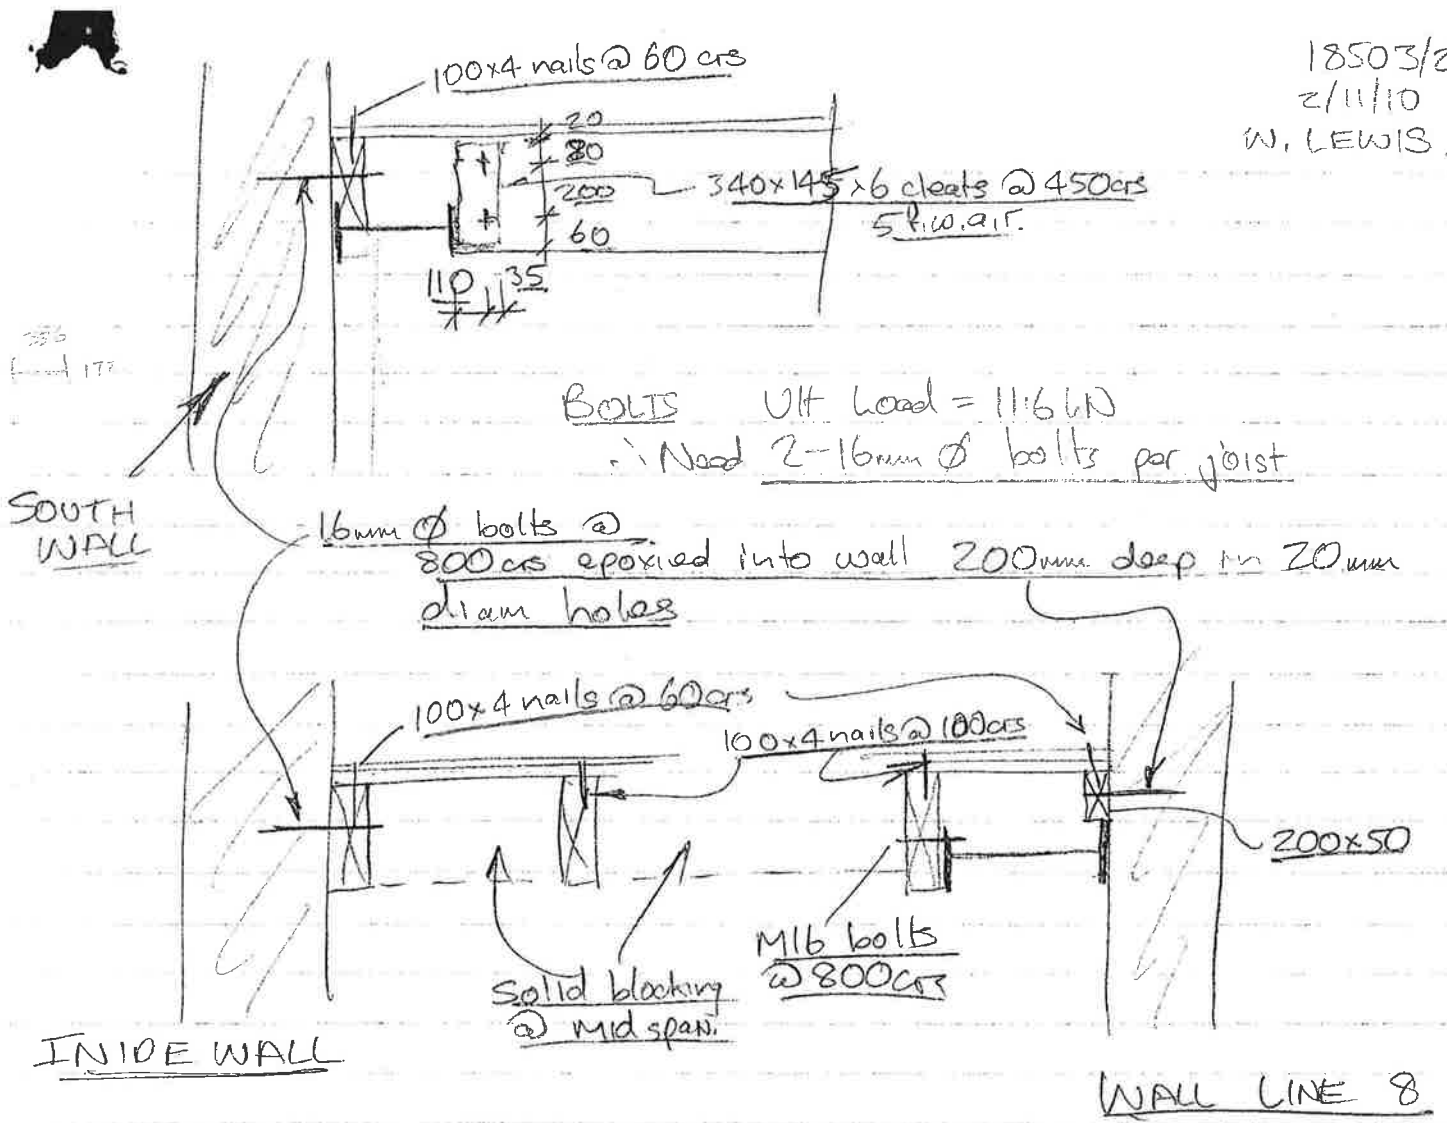 18503/2
2/11/10
W. LEWIS.
100x4 nails @ 60 crs
20
80
200
60
340x145x6 cleats @ 450crs
5 f.w.a.r.
110 35
BOLTS Ult Load = 11.6 kN
∴ Need 2-16mm Ø bolts per joist
SOUTH
WALL
16mm Ø bolts @
800crs epoxied into wall 200mm deep in 20mm
diam holes
100x4 nails @ 60crs
100x4 nails @ 100crs
200x50
M16 bolts
@ 800crs
Solid blocking
@ mid span.
INIDE WALL
WALL LINE 8